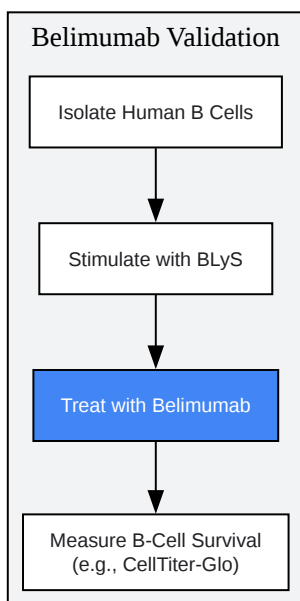 Belimumab Validation
Isolate Human B Cells
Stimulate with BLyS
Treat with Belimumab
Measure B-Cell Survival
(e.g., CellTiter-Glo)